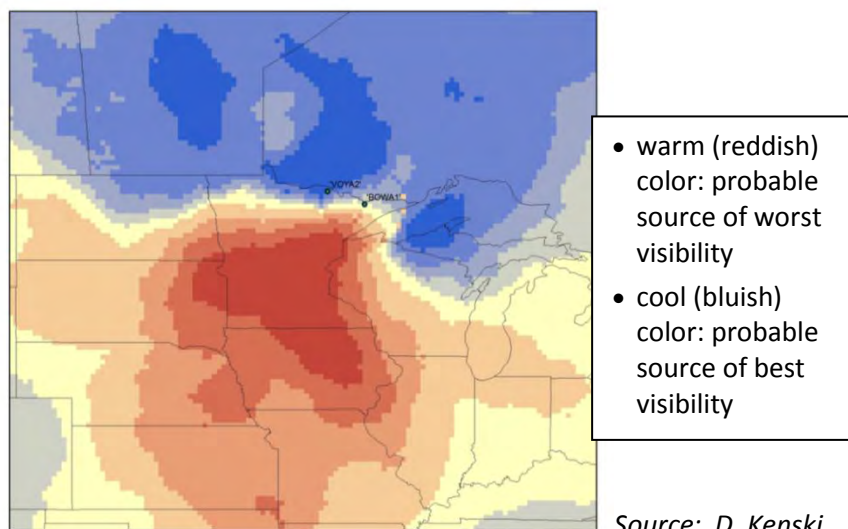 'VOYA2'
'BOWA1'
• warm (reddish)
color: probable
source of worst
visibility
• cool (bluish)
color: probable
source of best
visibility
Source: D. Kenski